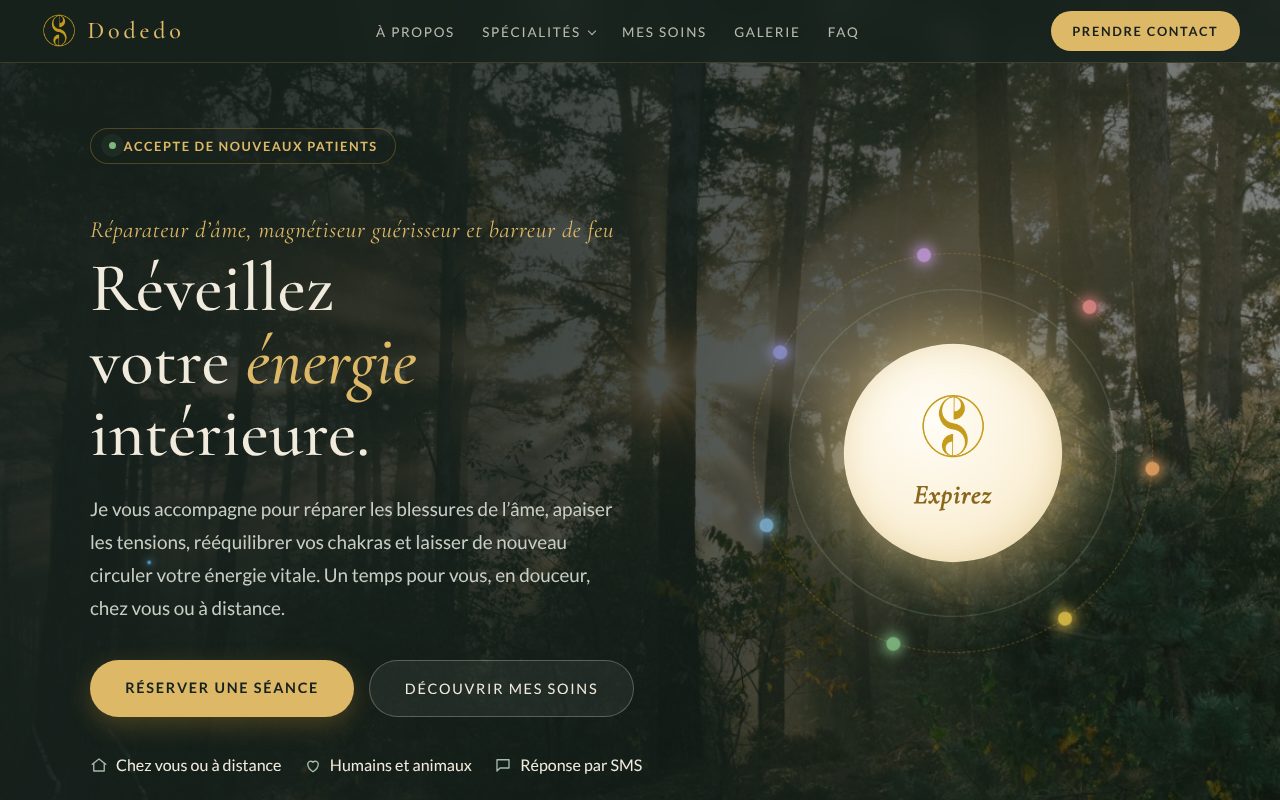 Dodedo
À PROPOS
SPÉCIALITÉS
MES SOINS
GALERIE
FAQ
PRENDRE CONTACT
ACCEPTE DE NOUVEAUX PATIENTS
Réparateur d’âme, magnétiseur guérisseur et barreur de feu
Réveillez
votre énergie
intérieure.
Je vous accompagne pour réparer les blessures de l’âme, apaiser
les tensions, rééquilibrer vos chakras et laisser de nouveau
circuler votre énergie vitale. Un temps pour vous, en douceur,
chez vous ou à distance.
RÉSERVER UNE SÉANCE
DÉCOUVRIR MES SOINS
Chez vous ou à distance
Humains et animaux
Réponse par SMS
Expirez